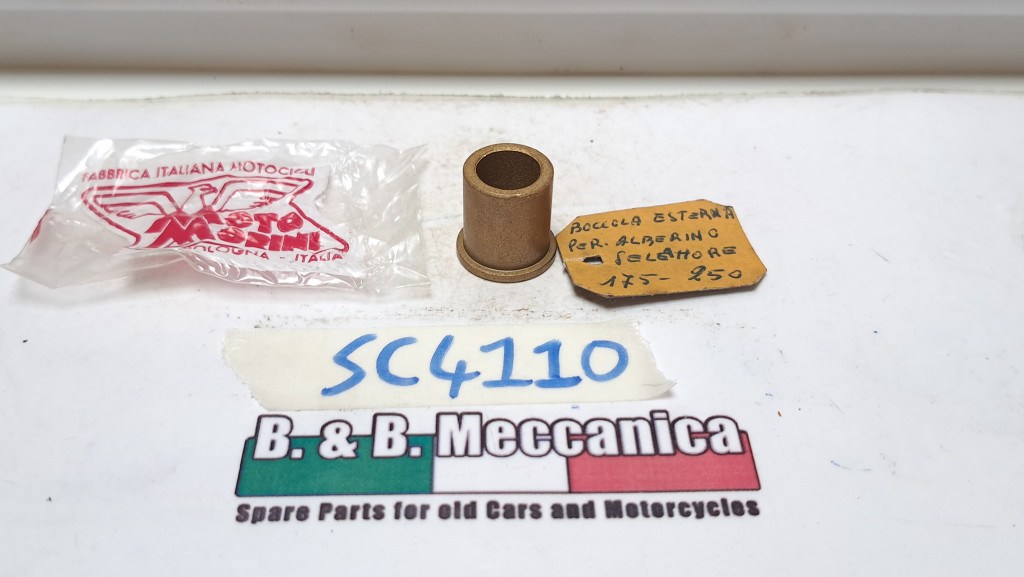 FABBRICA ITALIANA MOTOCICLI
MOTO
MORINI
BOLOGNA - ITALIA
BOCCOLA ESTERNA
PER. ALBERINO
SELEHORE
175 - 250
SC4110
B. & B. Meccanica
Spare Parts for old Cars and Motorcycles